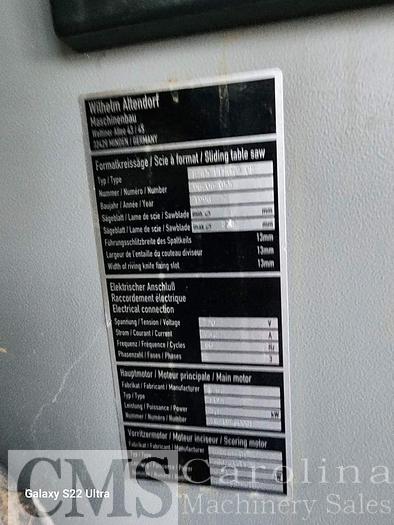 Wilhelm Altendorf
Maschinenbau
Wettiner Allee 43 / 45
32429 MINDEN / GERMANY
Formatkreissäge / Scie à format / Sliding table saw
Typ / Type
Nummer / Numéro / Number
Baujahr / Année / Year
Sägeblatt / Lame de scie / Sawblade min. ø mm
Sägeblatt / Lame de scie / Sawblade max. ø mm
Führungsschlitzbreite des Spaltkeils 13mm
Largeur de l'entaille du couteau diviseur 13mm
Width of riving knife fixing slot 13mm
Elektrischer Anschluß
Raccordement électrique
Electrical connection
Spannung / Tension / Voltage V
Strom / Courant / Current A
Frequenz / Fréquence / Cycles Hz
Phasenzahl / Fases / Phases 3
Hauptmotor / Moteur principale / Main motor
Fabrikat / Fabricant / Manufacturer
Typ / Type
Leistung / Puissance / Power kW
Nummer / Numéro / Number
Vorritzermotor / Moteur inciseur / Scoring motor
Fabrikat / Fabricant / Manufacturer
CMS Carolina
Machinery Sales
Galaxy S22 Ultra